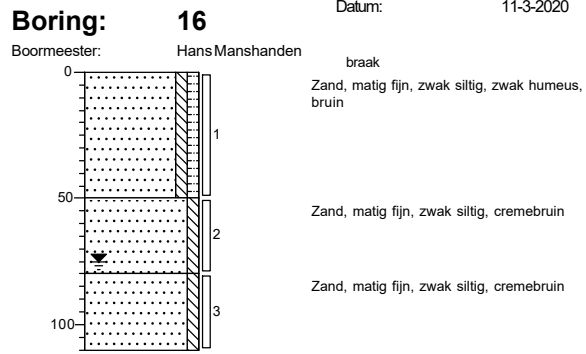 Boring: 16
Datum: 11-3-2020
Boormeester: Hans Manshanden
braak
0
Zand, matig fijn, zwak siltig, zwak humeus,
bruin
1
50
Zand, matig fijn, zwak siltig, cremebruin
2
Zand, matig fijn, zwak siltig, cremebruin
3
100